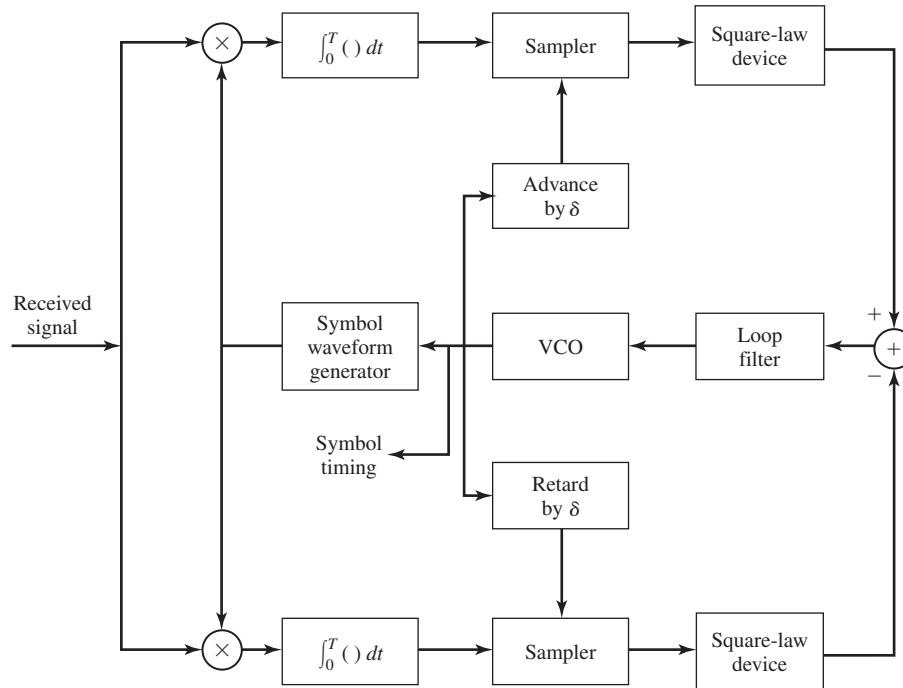 ×
∫₀ᵀ ( ) dt
Sampler
Square-law
device
Advance
by δ
Received
signal
Symbol
waveform
generator
VCO
Loop
filter
+
+
−
Symbol
timing
Retard
by δ
×
∫₀ᵀ ( ) dt
Sampler
Square-law
device